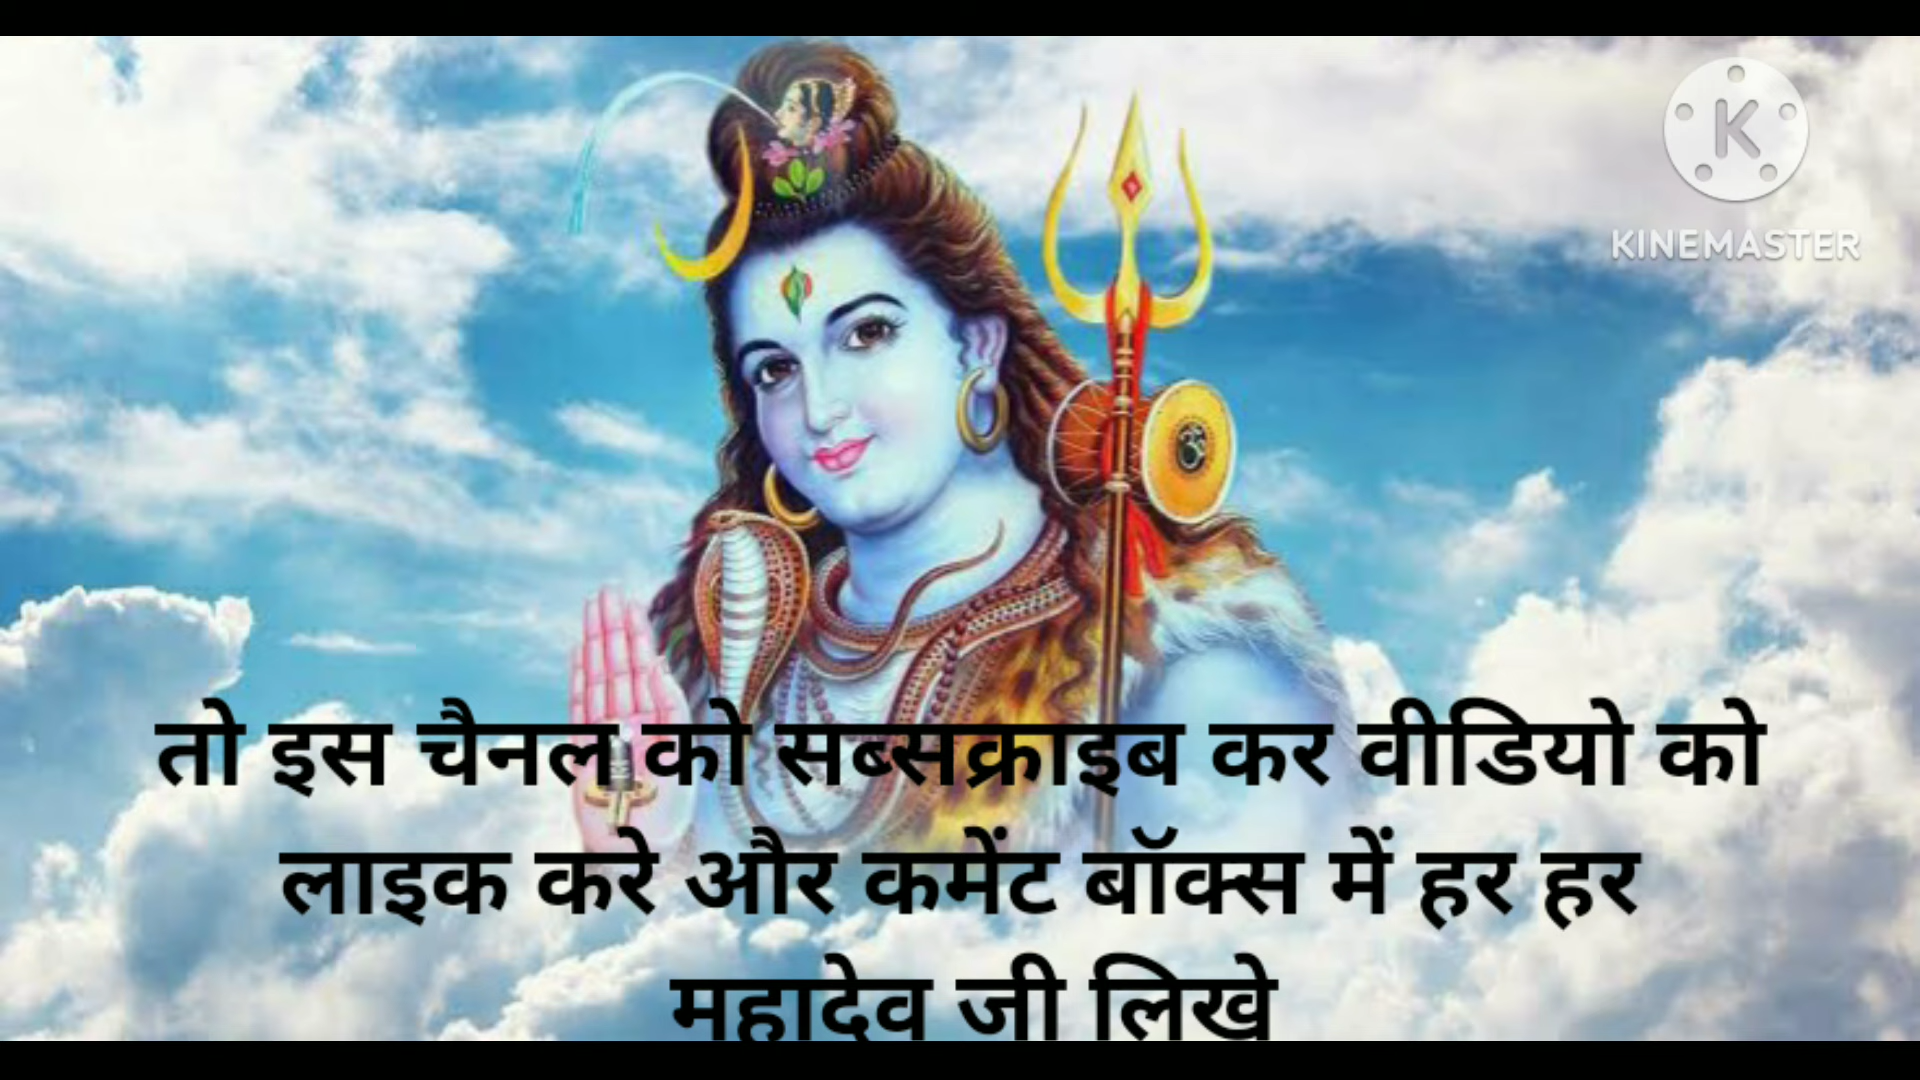 K
KINEMASTER
ॐ
तो इस चैनल को सब्सक्राइब कर वीडियो को
लाइक करे और कमेंट बॉक्स में हर हर
महादेव जी लिखे